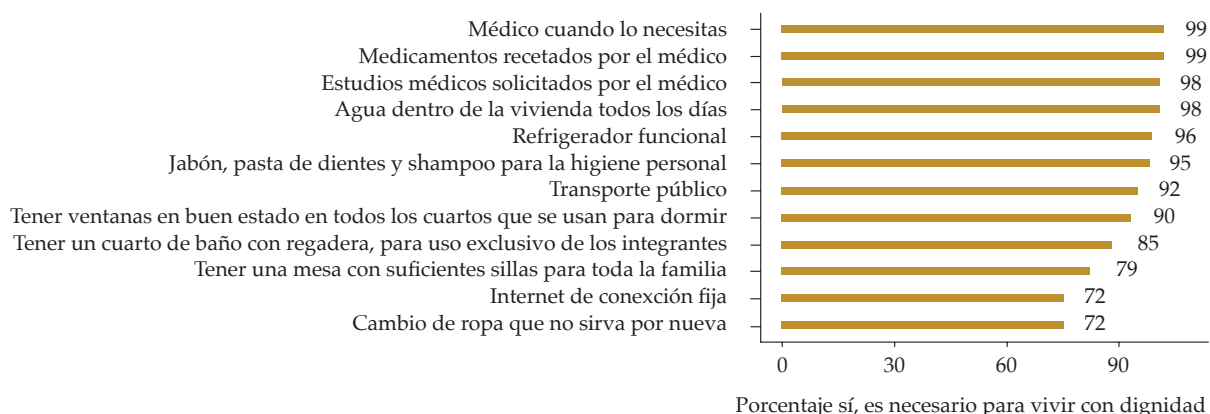 Médico cuando lo necesitas 99
Medicamentos recetados por el médico 99
Estudios médicos solicitados por el médico 98
Agua dentro de la vivienda todos los días 98
Refrigerador funcional 96
Jabón, pasta de dientes y shampoo para la higiene personal 95
Transporte público 92
Tener ventanas en buen estado en todos los cuartos que se usan para dormir 90
Tener un cuarto de baño con regadera, para uso exclusivo de los integrantes 85
Tener una mesa con suficientes sillas para toda la familia 79
Internet de conexción fija 72
Cambio de ropa que no sirva por nueva 72
0 30 60 90
Porcentaje sí, es necesario para vivir con dignidad